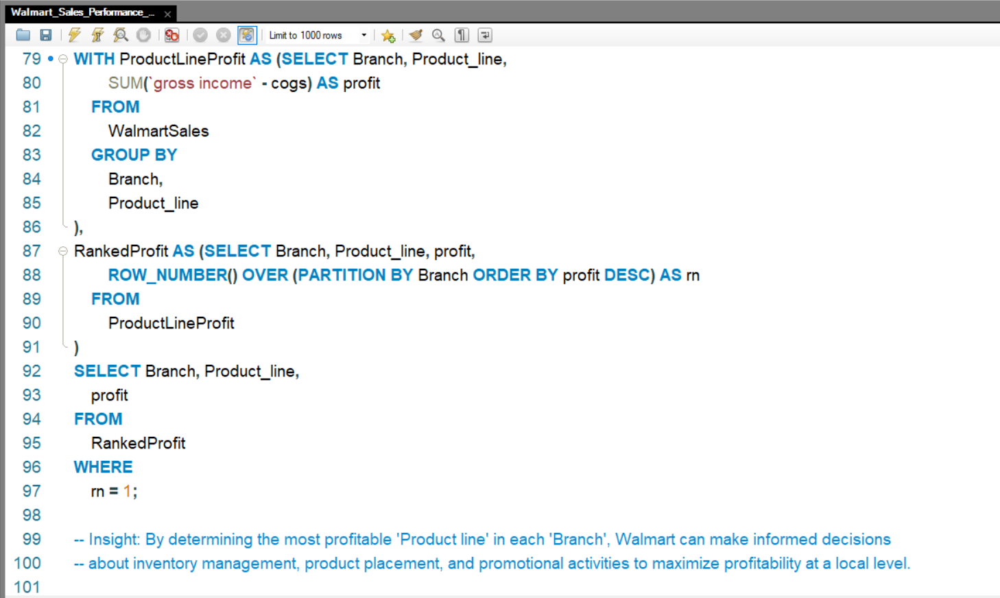 Walmart_Sales_Performance_...
Limit to 1000 rows
79 WITH ProductLineProfit AS (SELECT Branch, Product_line,
80 SUM(`gross income` - cogs) AS profit
81 FROM
82 WalmartSales
83 GROUP BY
84 Branch,
85 Product_line
86 ),
87 RankedProfit AS (SELECT Branch, Product_line, profit,
88 ROW_NUMBER() OVER (PARTITION BY Branch ORDER BY profit DESC) AS rn
89 FROM
90 ProductLineProfit
91 )
92 SELECT Branch, Product_line,
93 profit
94 FROM
95 RankedProfit
96 WHERE
97 rn = 1;
98
99 -- Insight: By determining the most profitable 'Product line' in each 'Branch', Walmart can make informed decisions
100 -- about inventory management, product placement, and promotional activities to maximize profitability at a local level.
101